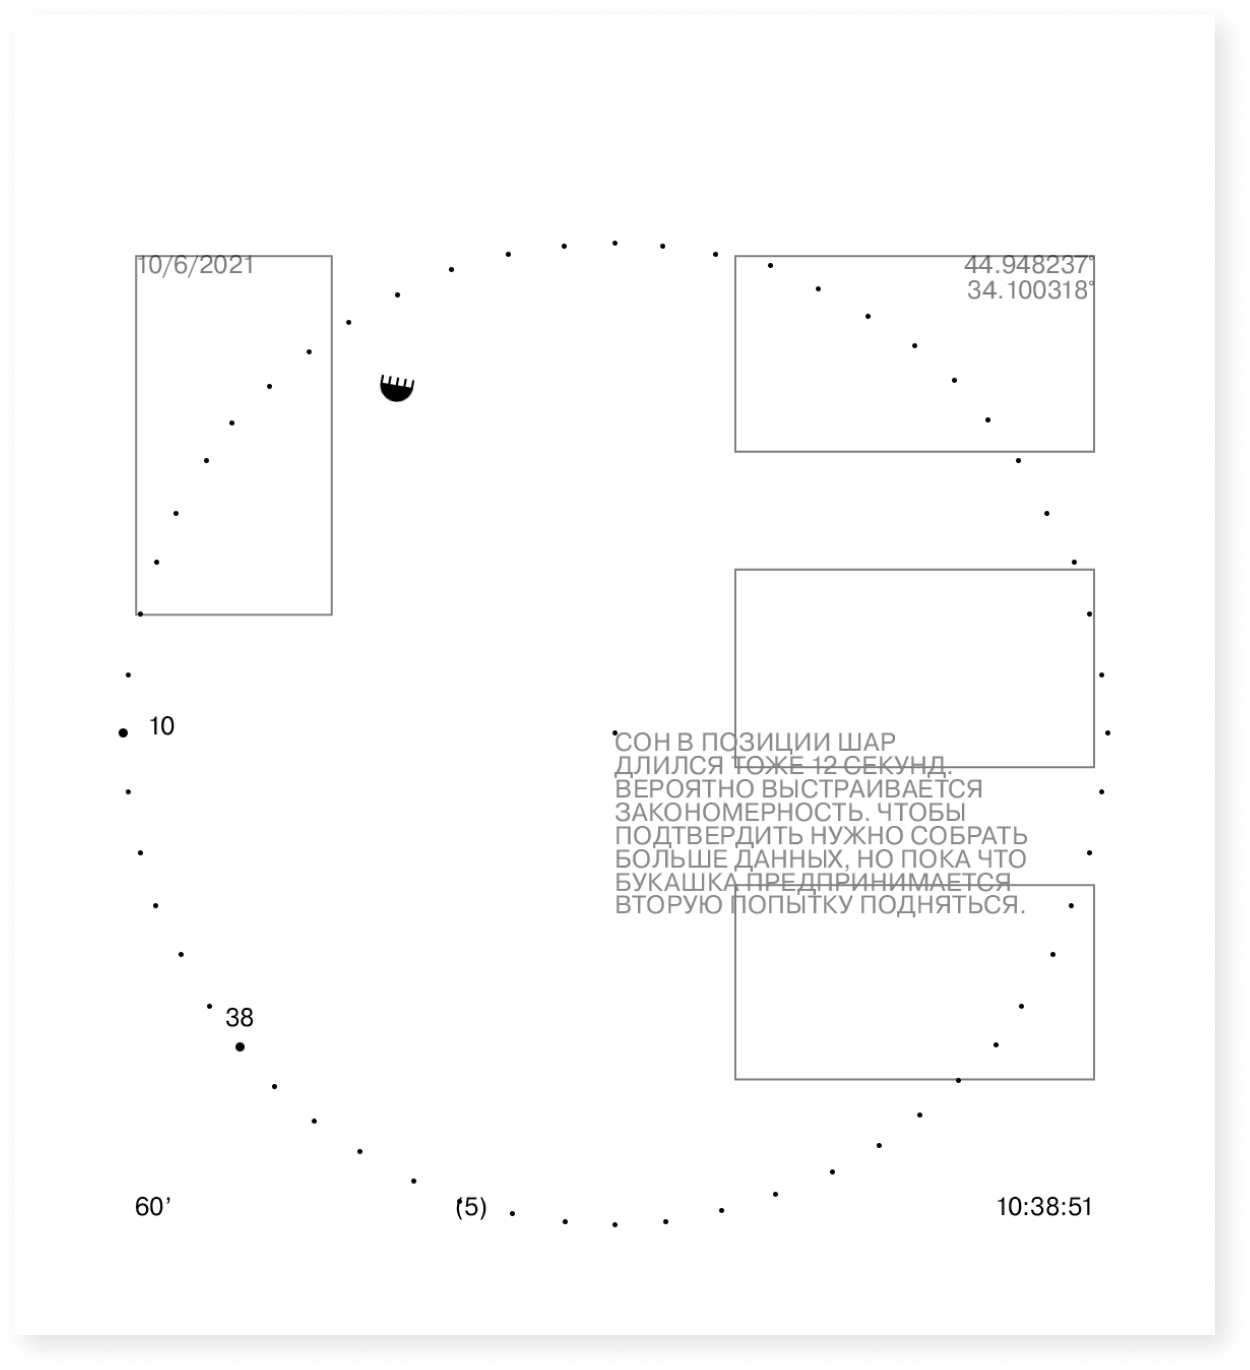 10/6/2021
44.948237°
34.100318°
10
СОН В ПОЗИЦИИ ШАР
ДЛИЛСЯ ТОЖЕ 12 СЕКУНД.
ВЕРОЯТНО ВЫСТРАИВАЕТСЯ
ЗАКОНОМЕРНОСТЬ. ЧТОБЫ
ПОДТВЕРДИТЬ НУЖНО СОБРАТЬ
БОЛЬШЕ ДАННЫХ, НО ПОКА ЧТО
БУКАШКА ПРЕДПРИНИМАЕТСЯ
ВТОРУЮ ПОПЫТКУ ПОДНЯТЬСЯ.
38
60’
(5)
10:38:51